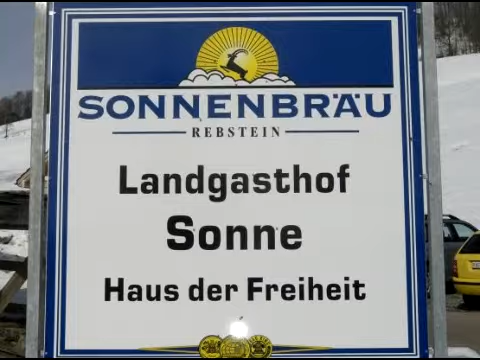 SONNENBRÄU
REBSTEIN
Landgasthof
Sonne
Haus der Freiheit